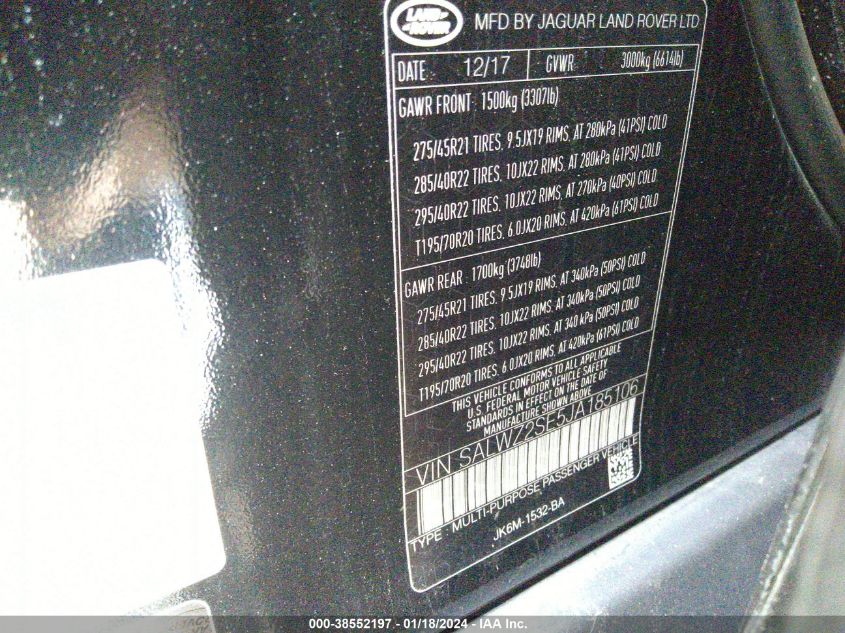 LAND
ROVER
MFD BY JAGUAR LAND ROVER LTD
DATE: 12/17 GVWR 3000kg (6614lb)
GAWR FRONT: 1500kg (3307lb)
275/45R21 TIRES, 9.5JX19 RIMS, AT 280kPa (41PSI) COLD
285/40R22 TIRES, 10JX22 RIMS, AT 280kPa (41PSI) COLD
295/40R22 TIRES, 10JX22 RIMS, AT 270kPa (40PSI) COLD
T195/70R20 TIRES, 6.0JX20 RIMS, AT 420kPa (61PSI) COLD
GAWR REAR : 1700kg (3748lb)
275/45R21 TIRES, 9.5JX19 RIMS, AT 340kPa (50PSI) COLD
285/40R22 TIRES, 10JX22 RIMS, AT 340kPa (50PSI) COLD
295/40R22 TIRES, 10JX22 RIMS, AT 340 kPa (50PSI) COLD
T195/70R20 TIRES, 6.0JX20 RIMS, AT 420kPa (61PSI) COLD
THIS VEHICLE CONFORMS TO ALL APPLICABLE
U.S. FEDERAL MOTOR VEHICLE SAFETY
STANDARDS IN EFFECT ON THE DATE OF
MANUFACTURE SHOWN ABOVE
VIN SALWZ2SE5JA185106
TYPE : MULTI-PURPOSE PASSENGER VEHICLE
JK6M-1532-BA
000-38552197 - 01/18/2024 - IAA Inc.